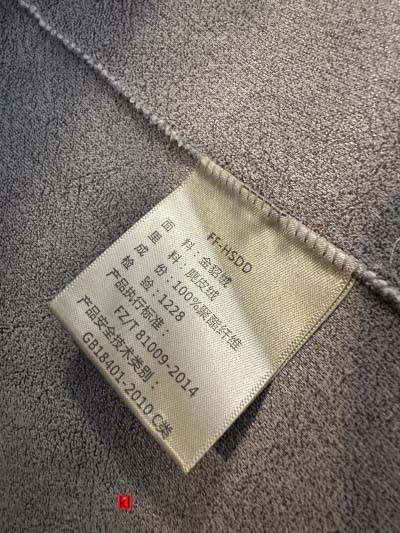 FF-HSDD
面 料：金貂绒
里 料：麂皮绒
成 份：100%聚酯纤维
检 验：1228
产品执行标准：
FZ/T 81009-2014
产品安全技术类别：
GB18401-2010 C类